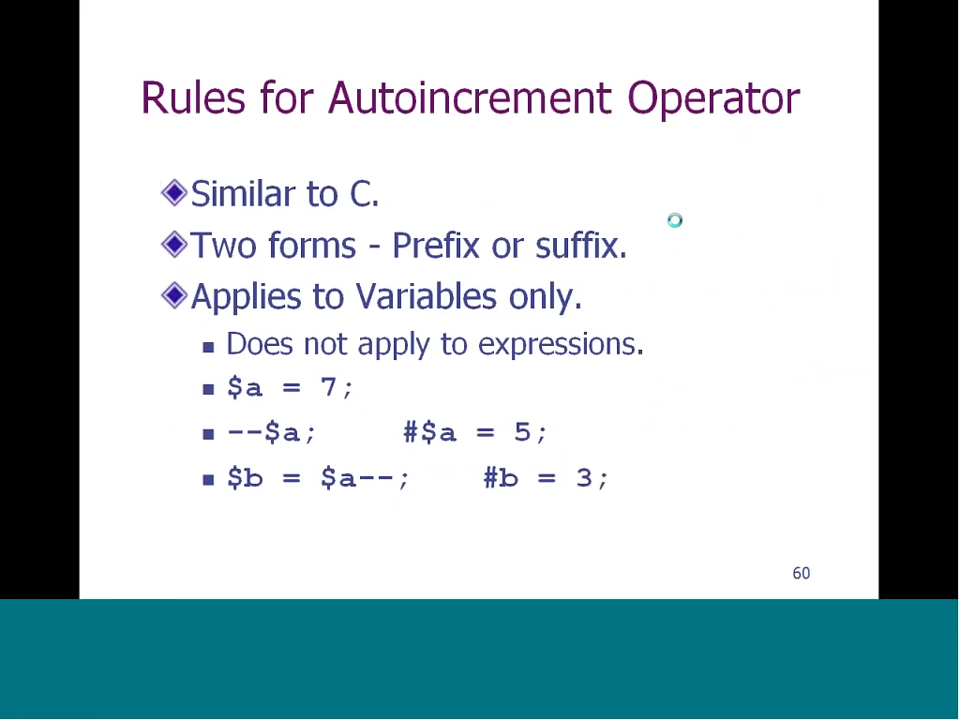 Rules for Autoincrement Operator
Similar to C.
Two forms - Prefix or suffix.
Applies to Variables only.
Does not apply to expressions.
$a = 7;
--$a; #$a = 5;
$b = $a--; #b = 3;
60